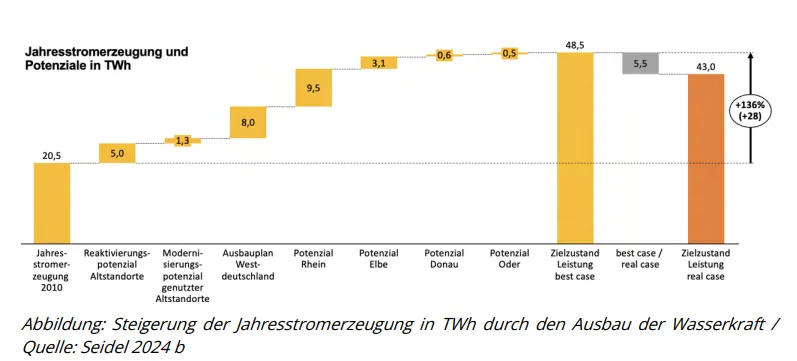 Jahresstromerzeugung und
Potenziale in TWh
20,5
5,0
1,3
8,0
9,5
3,1
0,6
0,5
48,5
5,5
43,0
+136%
(+28)
Jahres-
stromer-
zeugung
2010
Reaktivierungs-
potenzial
Altstandorte
Moderni-
sierungs-
potenzial
genutzter
Altstandorte
Ausbauplan
West-
deutschland
Potenzial
Rhein
Potenzial
Elbe
Potenzial
Donau
Potenzial
Oder
Zielzustand
Leistung
best case
best case /
real case
Zielzustand
Leistung
real case
Abbildung: Steigerung der Jahresstromerzeugung in TWh durch den Ausbau der Wasserkraft /
Quelle: Seidel 2024 b